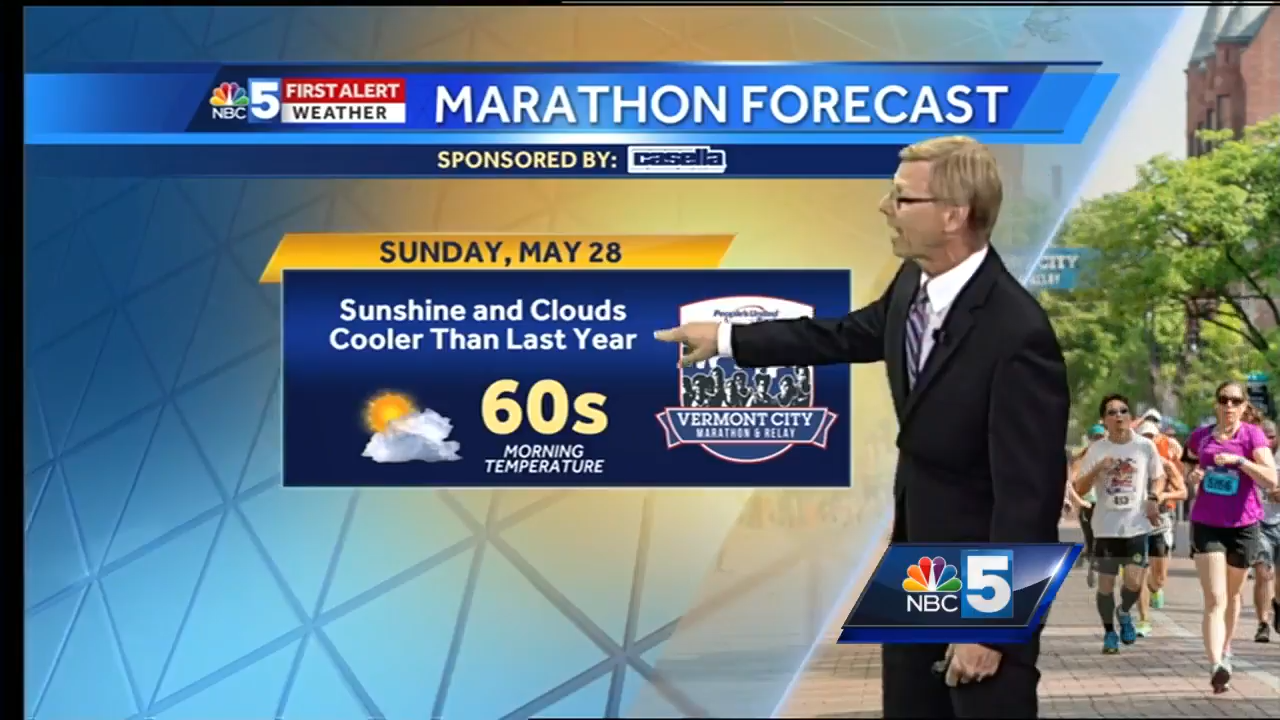 NBC 5 FIRST ALERT
WEATHER
MARATHON FORECAST
SPONSORED BY: casella
SUNDAY, MAY 28
Sunshine and Clouds
Cooler Than Last Year
60s
MORNING
TEMPERATURE
People's United
VERMONT CITY
MARATHON & RELAY
CITY
NBC 5